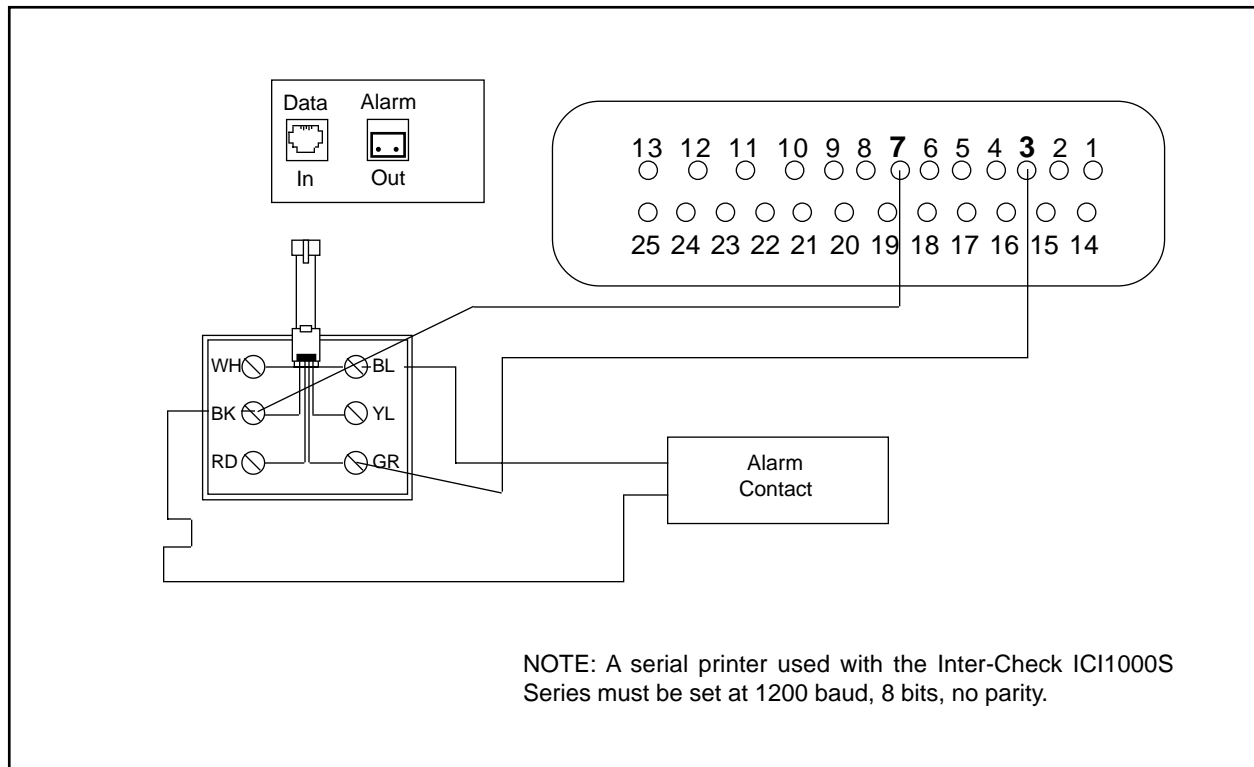 Data Alarm
In Out
13 12 11 10 9 8 7 6 5 4 3 2 1
25 24 23 22 21 20 19 18 17 16 15 14
WH BL
BK YL
RD GR
Alarm
Contact
NOTE: A serial printer used with the Inter-Check ICI1000S
Series must be set at 1200 baud, 8 bits, no parity.